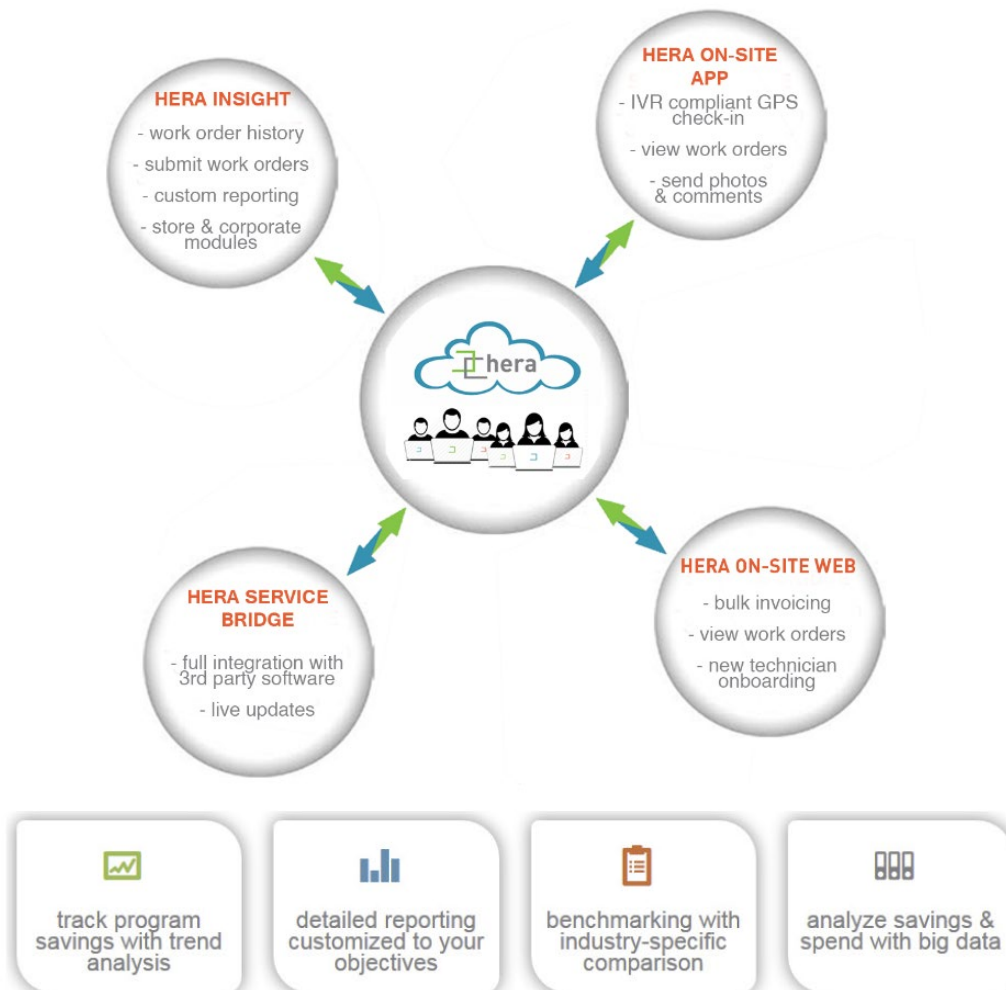 HERA INSIGHT
- work order history
- submit work orders
- custom reporting
- store & corporate
modules
HERA ON-SITE
APP
- IVR compliant GPS
check-in
- view work orders
- send photos
& comments
hera
HERA SERVICE
BRIDGE
- full integration with
3rd party software
- live updates
HERA ON-SITE WEB
- bulk invoicing
- view work orders
- new technician
onboarding
track program
savings with trend
analysis
detailed reporting
customized to your
objectives
benchmarking with
industry-specific
comparison
analyze savings &
spend with big data